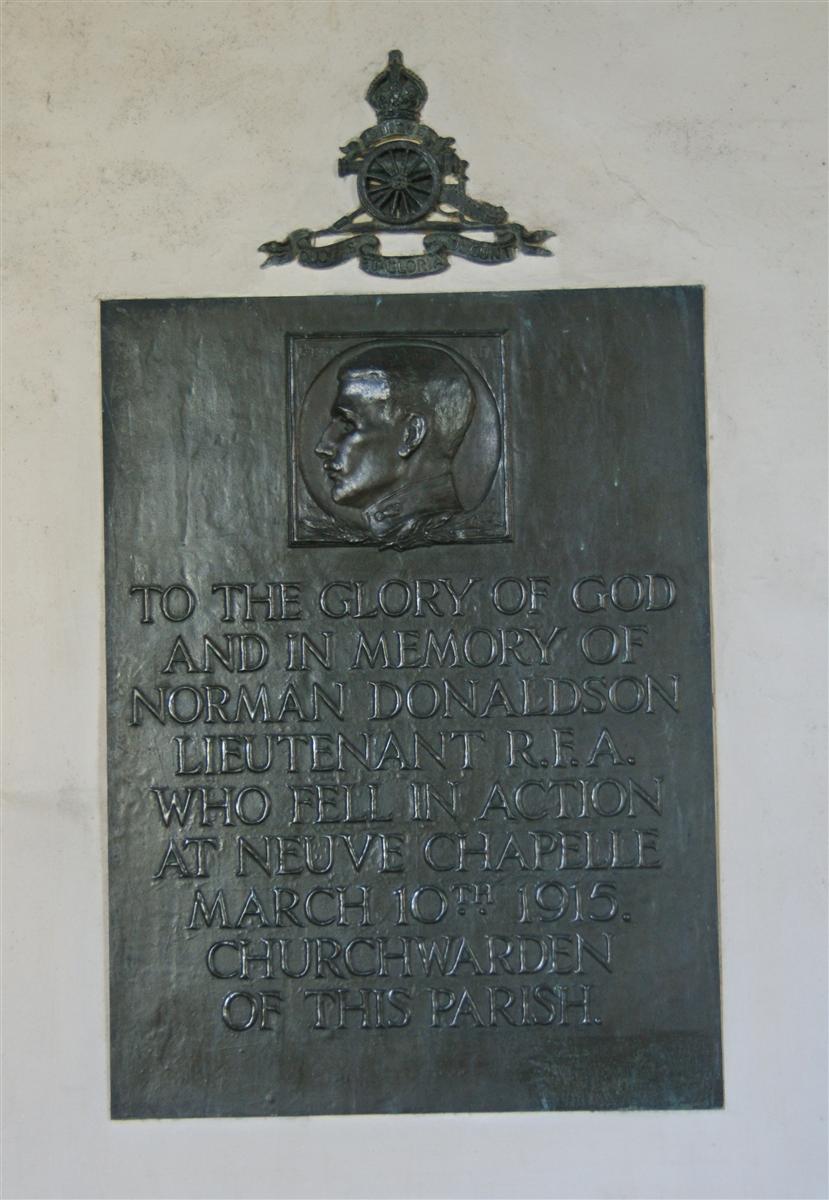 TO THE GLORY OF GOD
AND IN MEMORY OF
NORMAN DONALDSON
LIEUTENANT R.F.A.
WHO FELL IN ACTION
AT NEUVE CHAPELLE
MARCH 10TH 1915.
CHURCHWARDEN
OF THIS PARISH.